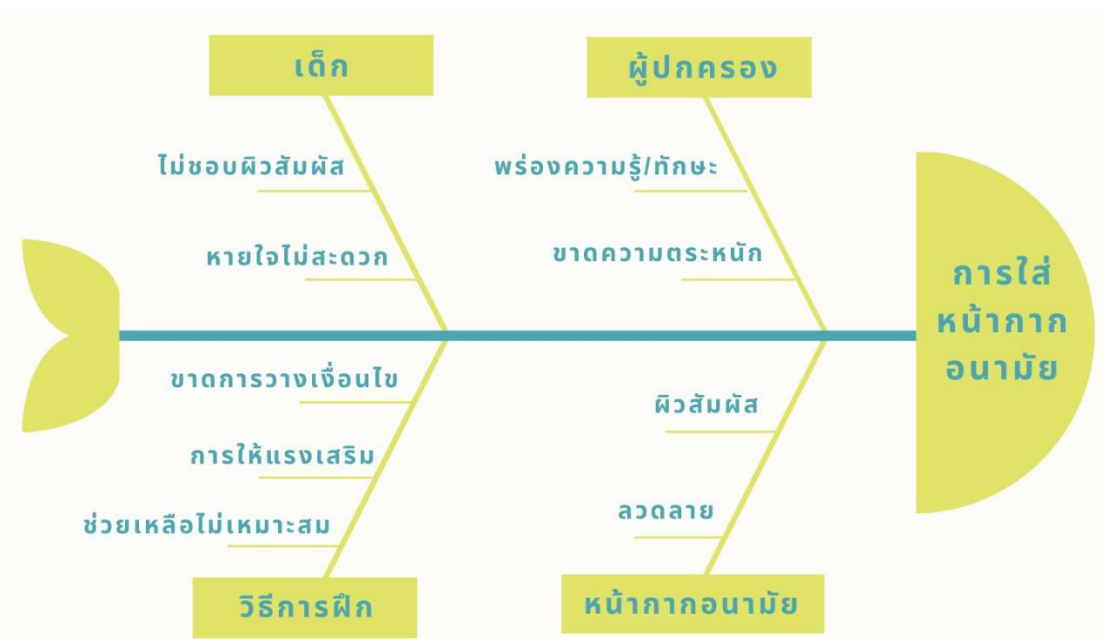 เด็ก
ไม่ชอบผิวสัมผัส
หายใจไม่สะดวก
ผู้ปกครอง
พร่องความรู้/ทักษะ
ขาดความตระหนัก
การใส่
หน้ากาก
อนามัย
ขาดการวางเงื่อนไข
การให้แรงเสริม
ช่วยเหลือไม่เหมาะสม
วิธีการฝึก
ผิวสัมผัส
ลวดลาย
หน้ากากอนามัย